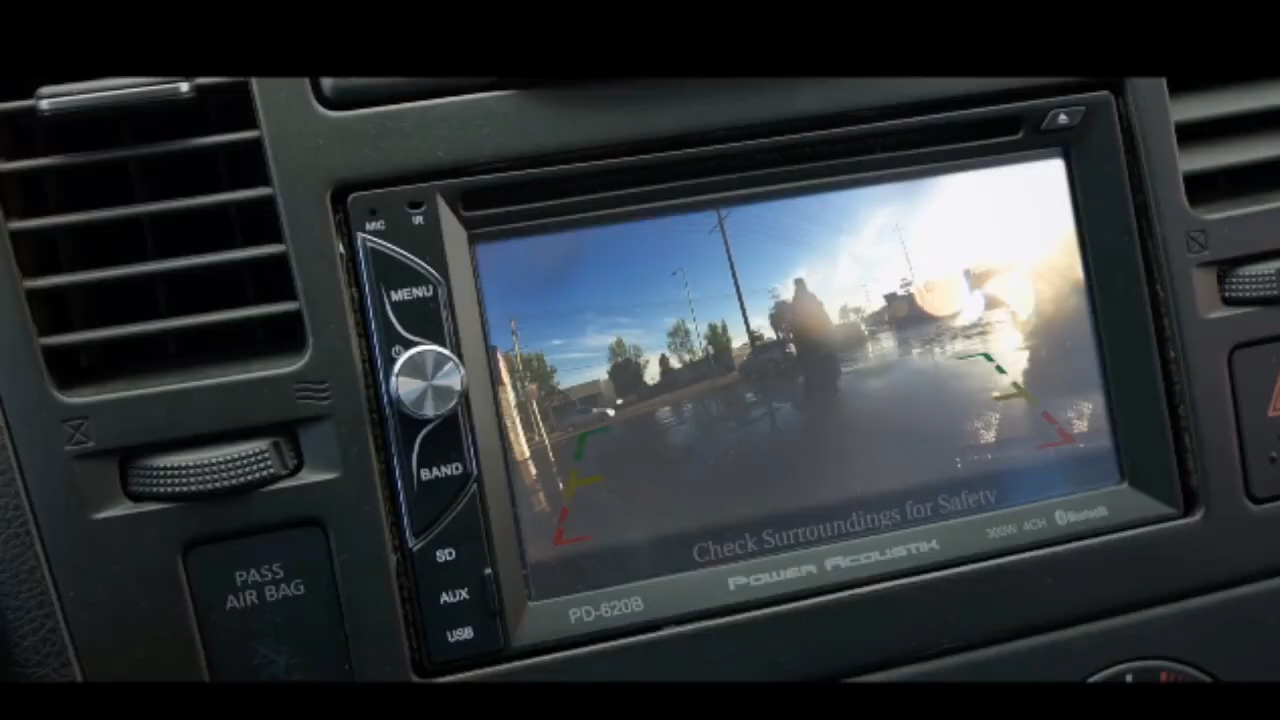 MIC
IR
MENU
BAND
SD
AUX
USB
Check Surroundings for Safety
POWER ACOUSTIK
300W 4CH Bluetooth
PD-620B
PASS
AIR BAG